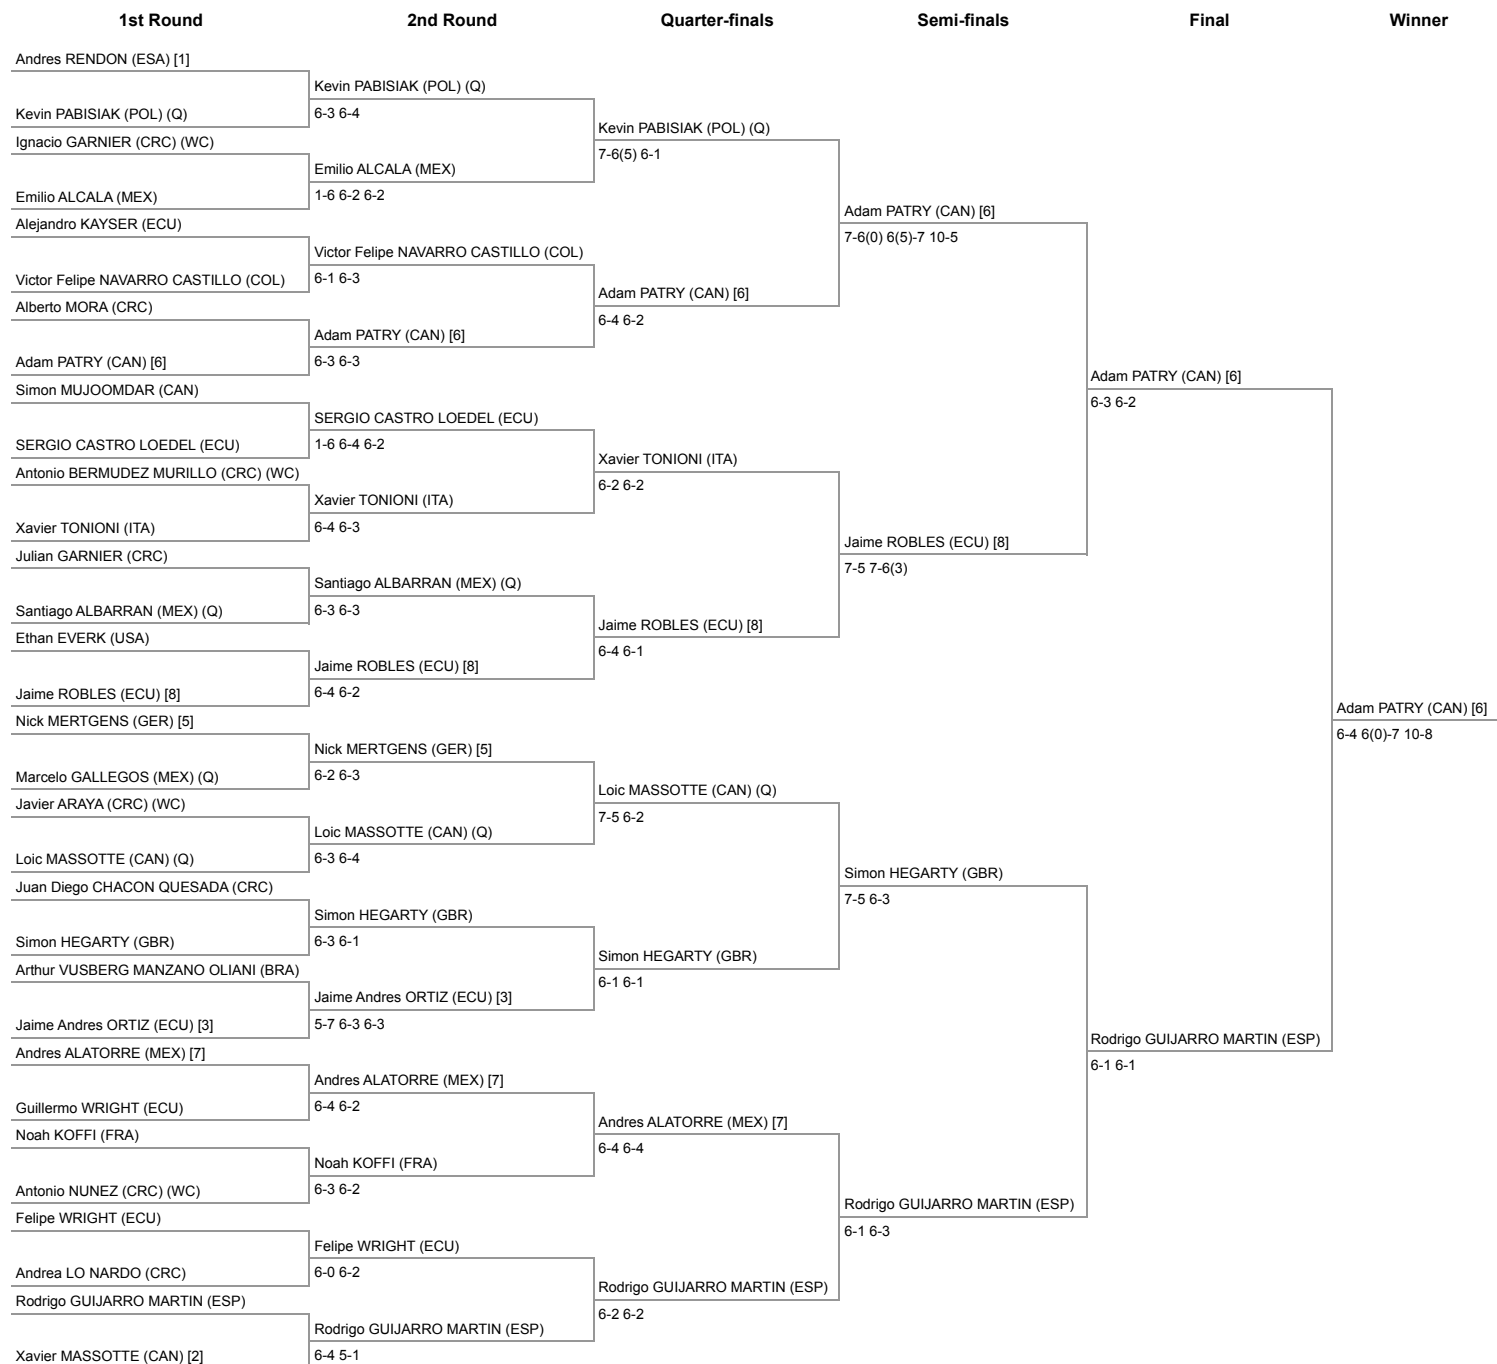 1st Round
2nd Round
Quarter-finals
Semi-finals
Final
Winner
Andres RENDON (ESA) [1]
Kevin PABISIAK (POL) (Q)
Kevin PABISIAK (POL) (Q)
6-3 6-4
Kevin PABISIAK (POL) (Q)
Ignacio GARNIER (CRC) (WC)
7-6(5) 6-1
Emilio ALCALA (MEX)
Emilio ALCALA (MEX)
1-6 6-2 6-2
Adam PATRY (CAN) [6]
Alejandro KAYSER (ECU)
7-6(0) 6(5)-7 10-5
Victor Felipe NAVARRO CASTILLO (COL)
Victor Felipe NAVARRO CASTILLO (COL)
6-1 6-3
Adam PATRY (CAN) [6]
Alberto MORA (CRC)
6-4 6-2
Adam PATRY (CAN) [6]
Adam PATRY (CAN) [6]
6-3 6-3
Adam PATRY (CAN) [6]
Simon MUJOOMDAR (CAN)
6-3 6-2
SERGIO CASTRO LOEDEL (ECU)
SERGIO CASTRO LOEDEL (ECU)
1-6 6-4 6-2
Xavier TONIONI (ITA)
Antonio BERMUDEZ MURILLO (CRC) (WC)
6-2 6-2
Xavier TONIONI (ITA)
Xavier TONIONI (ITA)
6-4 6-3
Jaime ROBLES (ECU) [8]
Julian GARNIER (CRC)
7-5 7-6(3)
Santiago ALBARRAN (MEX) (Q)
Santiago ALBARRAN (MEX) (Q)
6-3 6-3
Jaime ROBLES (ECU) [8]
Ethan EVERK (USA)
6-4 6-1
Jaime ROBLES (ECU) [8]
Jaime ROBLES (ECU) [8]
6-4 6-2
Adam PATRY (CAN) [6]
Nick MERTGENS (GER) [5]
6-4 6(0)-7 10-8
Nick MERTGENS (GER) [5]
Marcelo GALLEGOS (MEX) (Q)
6-2 6-3
Loic MASSOTTE (CAN) (Q)
Javier ARAYA (CRC) (WC)
7-5 6-2
Loic MASSOTTE (CAN) (Q)
Loic MASSOTTE (CAN) (Q)
6-3 6-4
Simon HEGARTY (GBR)
Juan Diego CHACON QUESADA (CRC)
7-5 6-3
Simon HEGARTY (GBR)
Simon HEGARTY (GBR)
6-3 6-1
Simon HEGARTY (GBR)
Arthur VUSBERG MANZANO OLIANI (BRA)
6-1 6-1
Jaime Andres ORTIZ (ECU) [3]
Jaime Andres ORTIZ (ECU) [3]
5-7 6-3 6-3
Rodrigo GUIJARRO MARTIN (ESP)
Andres ALATORRE (MEX) [7]
6-1 6-1
Andres ALATORRE (MEX) [7]
Guillermo WRIGHT (ECU)
6-4 6-2
Andres ALATORRE (MEX) [7]
Noah KOFFI (FRA)
6-4 6-4
Noah KOFFI (FRA)
Antonio NUNEZ (CRC) (WC)
6-3 6-2
Rodrigo GUIJARRO MARTIN (ESP)
Felipe WRIGHT (ECU)
6-1 6-3
Felipe WRIGHT (ECU)
Andrea LO NARDO (CRC)
6-0 6-2
Rodrigo GUIJARRO MARTIN (ESP)
Rodrigo GUIJARRO MARTIN (ESP)
6-2 6-2
Rodrigo GUIJARRO MARTIN (ESP)
Xavier MASSOTTE (CAN) [2]
6-4 5-1